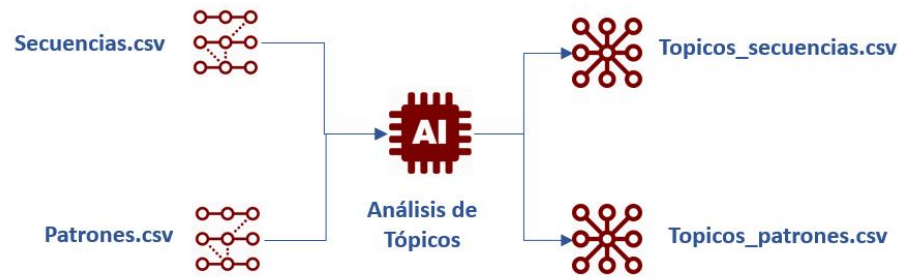 Secuencias.csv
Topicos_secuencias.csv
AI
Análisis de
Tópicos
Patrones.csv
Topicos_patrones.csv